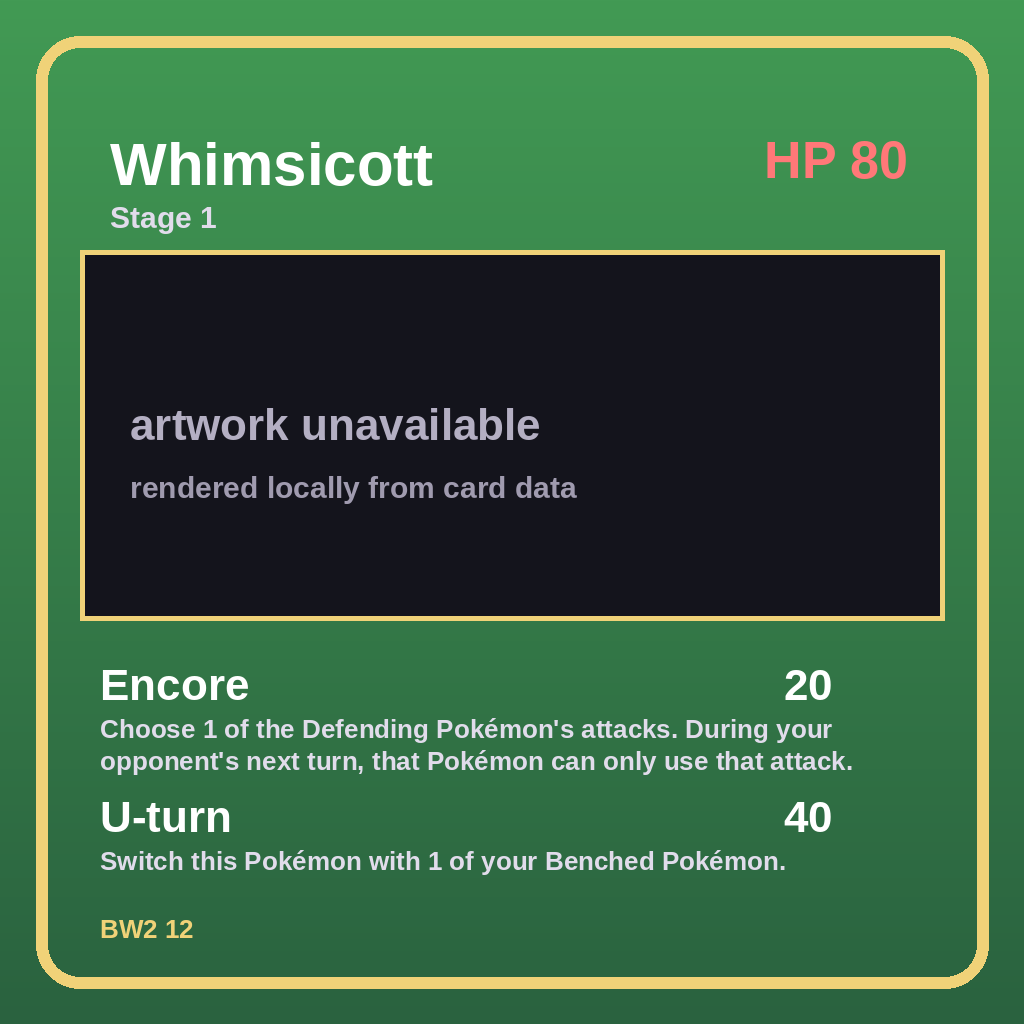 Whimsicott
HP 80
Stage 1
artwork unavailable
rendered locally from card data
Encore
20
Choose 1 of the Defending Pokémon's attacks. During your
opponent's next turn, that Pokémon can only use that attack.
U-turn
40
Switch this Pokémon with 1 of your Benched Pokémon.
BW2 12